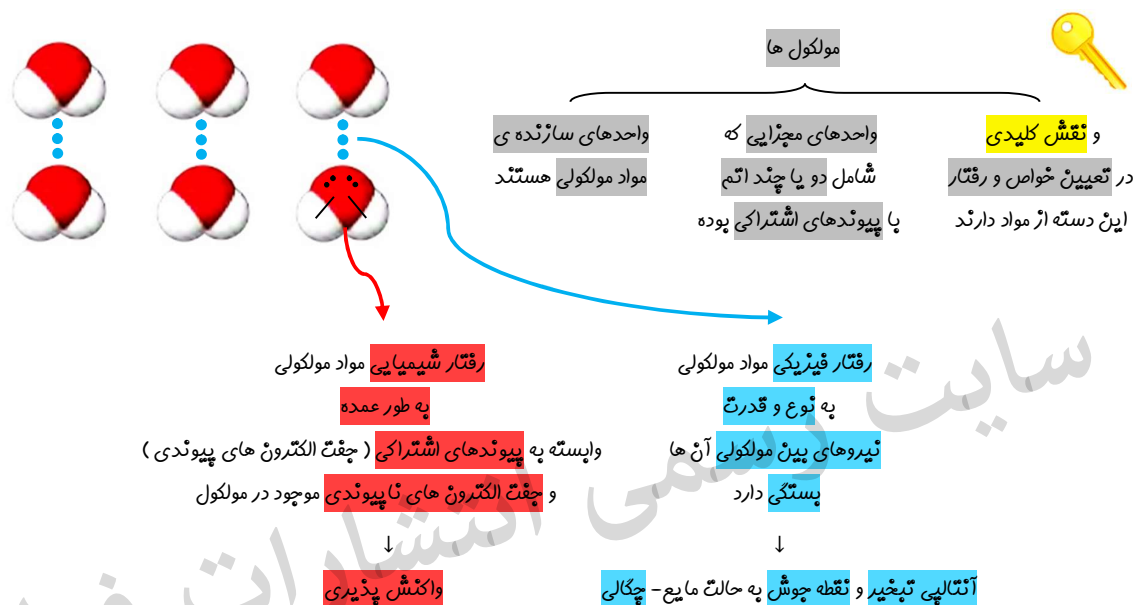 مولکول ها
واحدهای سازنده ی
مواد مولکولی هستند
واحدهای مجزایی که
شامل دو یا چند اتم
با پیوندهای اشتراکی بوده
و نقش کلیدی
در تعیین خواص و رفتار
این دسته از مواد دارند
رفتار فیزیکی مواد مولکولی
به نوع و قدرت
نیروهای بین مولکولی آن ها
بستگی دارد
↓
آنتالپی تبخیر و نقطه جوش به حالت مایع- چگالی
رفتار شیمیایی مواد مولکولی
به طور عمده
وابسته به پیوندهای اشتراکی ( جفت الکترون های پیوندی )
و جفت الکترون های ناپیوندی موجود در مولکول
↓
واکنش پذیری
سایت رسمی انتشارات